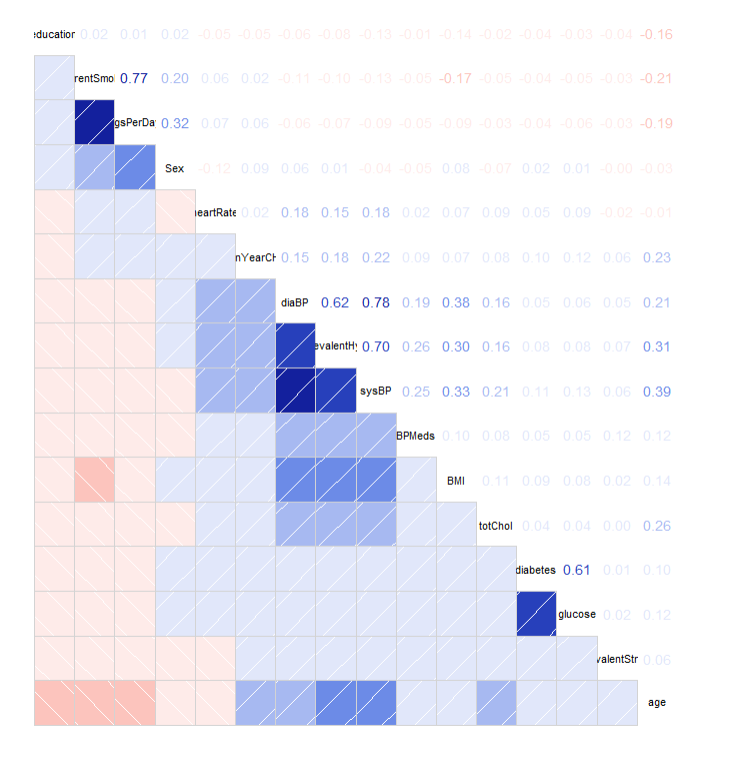 educatior 0.02 0.01 0.02 -0.05 -0.05 -0.06 -0.08 -0.13 -0.01 -0.14 -0.02 -0.04 -0.03 -0.04 -0.16
rentSmol 0.77 0.20 0.06 0.02 -0.11 -0.10 -0.13 -0.05 -0.17 -0.05 -0.04 -0.05 -0.03 -0.21
gsPerDa 0.32 0.07 0.06 -0.06 -0.07 -0.09 -0.05 -0.09 -0.03 -0.04 -0.06 -0.03 -0.19
Sex -0.12 0.09 0.06 0.01 -0.04 -0.05 0.08 -0.07 0.02 0.01 -0.00 -0.03
heartRate 0.02 0.18 0.15 0.18 0.02 0.07 0.09 0.05 0.09 -0.02 -0.01
nYearCH 0.15 0.18 0.22 0.09 0.07 0.08 0.10 0.12 0.06 0.23
diaBP 0.62 0.78 0.19 0.38 0.16 0.05 0.06 0.05 0.21
evalentHy 0.70 0.26 0.30 0.16 0.08 0.08 0.07 0.31
sysBP 0.25 0.33 0.21 0.11 0.13 0.06 0.39
BPMeds 0.10 0.08 0.05 0.05 0.12 0.12
BMI 0.11 0.09 0.08 0.02 0.14
totChol 0.04 0.04 0.00 0.26
diabetes 0.61 0.01 0.10
glucose 0.02 0.12
valentStr 0.06
age